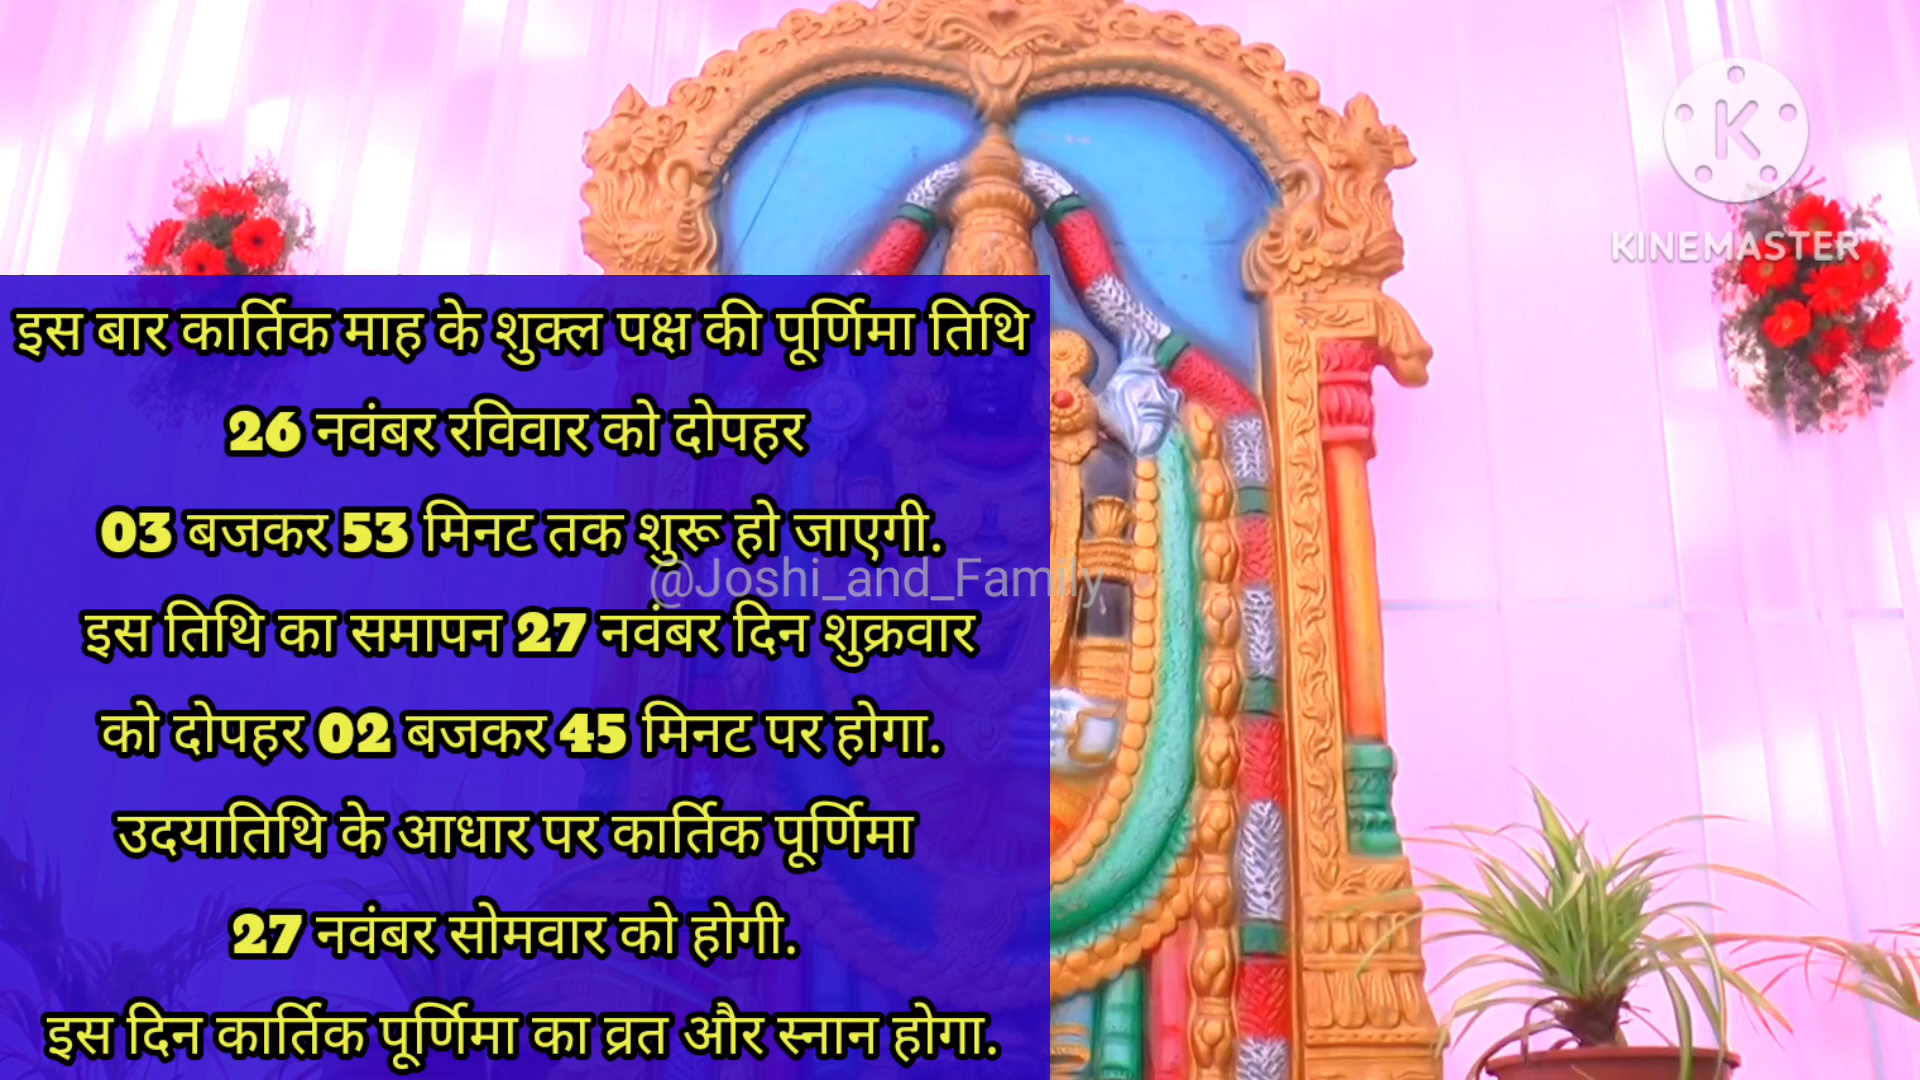 K
KINEMASTER
इस बार कार्तिक माह के शुक्ल पक्ष की पूर्णिमा तिथि
26 नवंबर रविवार को दोपहर
03 बजकर 53 मिनट तक शुरू हो जाएगी.
@Joshi_and_Family
इस तिथि का समापन 27 नवंबर दिन शुक्रवार
को दोपहर 02 बजकर 45 मिनट पर होगा.
उदयातिथि के आधार पर कार्तिक पूर्णिमा
27 नवंबर सोमवार को होगी.
इस दिन कार्तिक पूर्णिमा का व्रत और स्नान होगा.